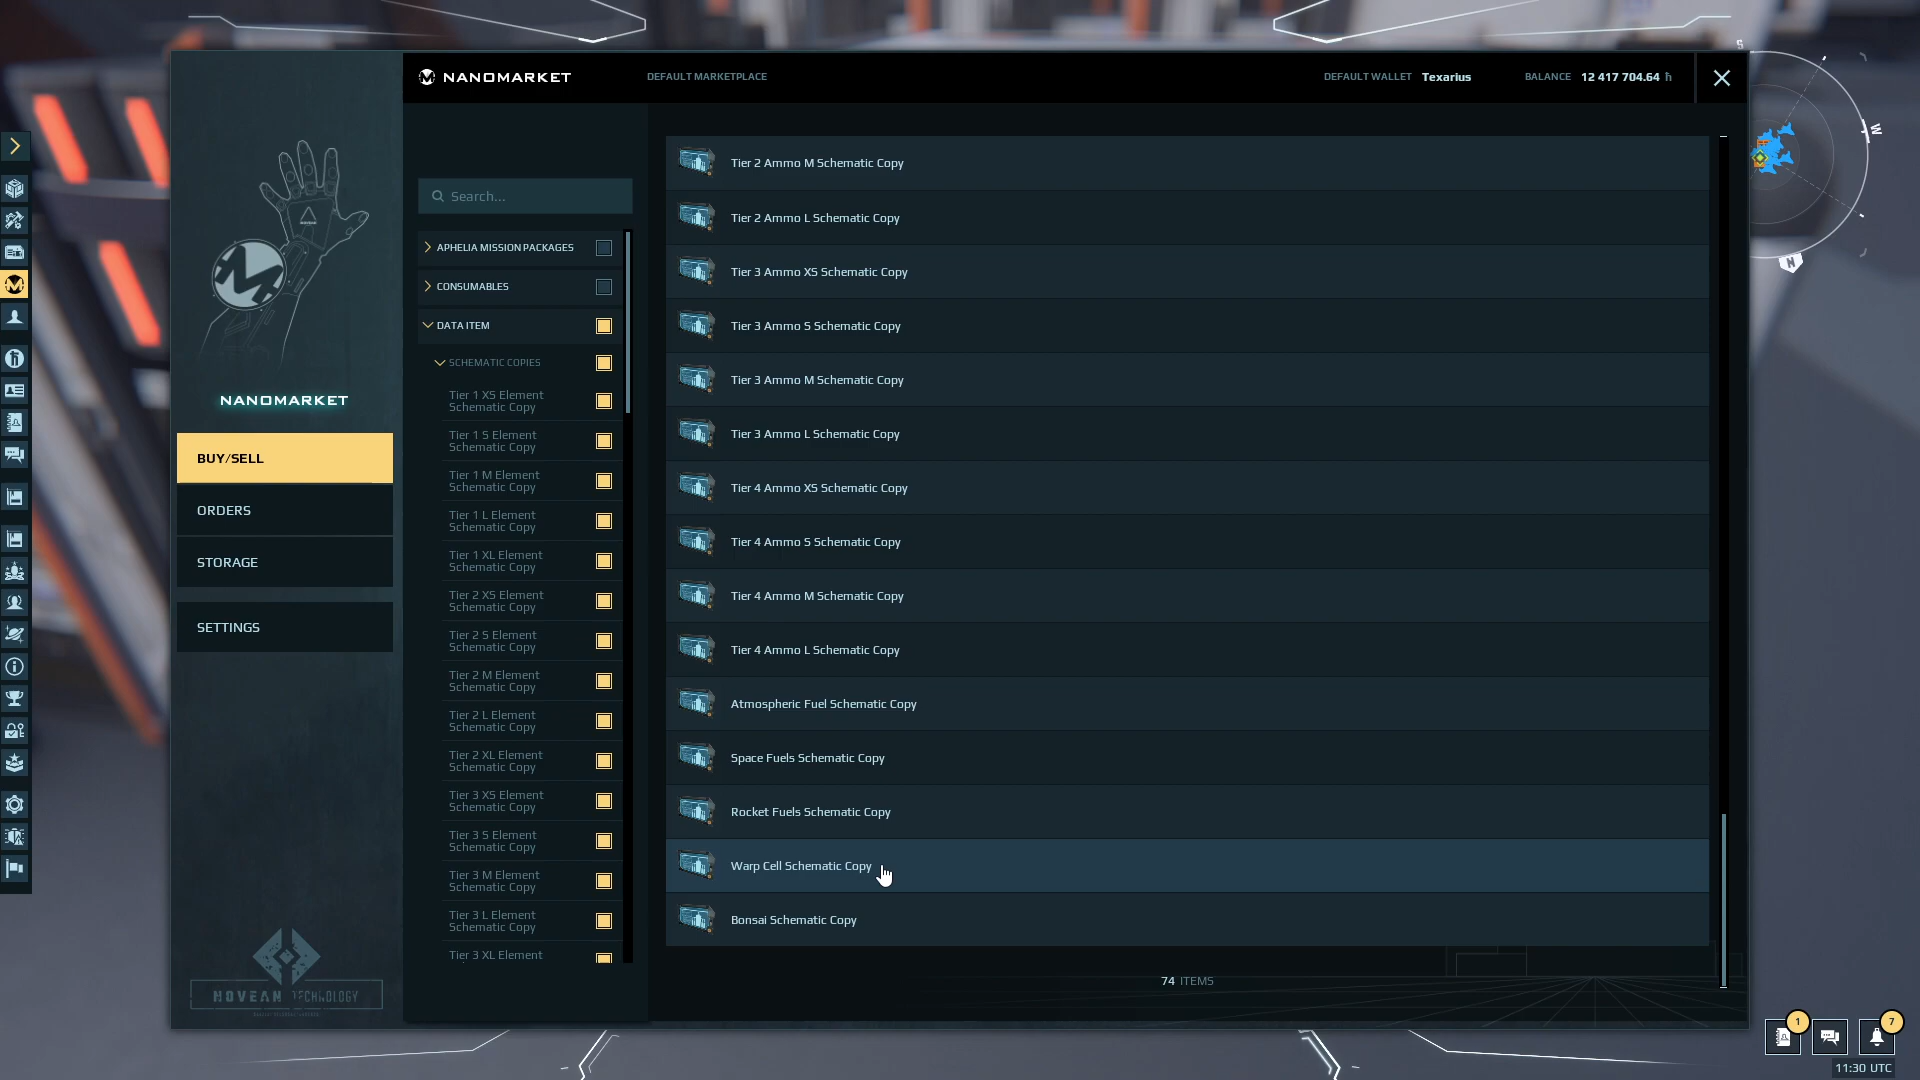 NANOMARKET
DEFAULT MARKETPLACE
DEFAULT WALLET Texarius
BALANCE 12 417 704.64 ħ
S
W
N
NOVEAN
NANOMARKET
BUY/SELL
ORDERS
STORAGE
SETTINGS
NOVEAN TECHNOLOGY
Search...
APHELIA MISSION PACKAGES
CONSUMABLES
DATA ITEM
SCHEMATIC COPIES
Tier 1 XS Element
Schematic Copy
Tier 1 S Element
Schematic Copy
Tier 1 M Element
Schematic Copy
Tier 1 L Element
Schematic Copy
Tier 1 XL Element
Schematic Copy
Tier 2 XS Element
Schematic Copy
Tier 2 S Element
Schematic Copy
Tier 2 M Element
Schematic Copy
Tier 2 L Element
Schematic Copy
Tier 2 XL Element
Schematic Copy
Tier 3 XS Element
Schematic Copy
Tier 3 S Element
Schematic Copy
Tier 3 M Element
Schematic Copy
Tier 3 L Element
Schematic Copy
Tier 3 XL Element
Tier 2 Ammo M Schematic Copy
Tier 2 Ammo L Schematic Copy
Tier 3 Ammo XS Schematic Copy
Tier 3 Ammo S Schematic Copy
Tier 3 Ammo M Schematic Copy
Tier 3 Ammo L Schematic Copy
Tier 4 Ammo XS Schematic Copy
Tier 4 Ammo S Schematic Copy
Tier 4 Ammo M Schematic Copy
Tier 4 Ammo L Schematic Copy
Atmospheric Fuel Schematic Copy
Space Fuels Schematic Copy
Rocket Fuels Schematic Copy
Warp Cell Schematic Copy
Bonsai Schematic Copy
74 ITEMS
1
7
11:30 UTC